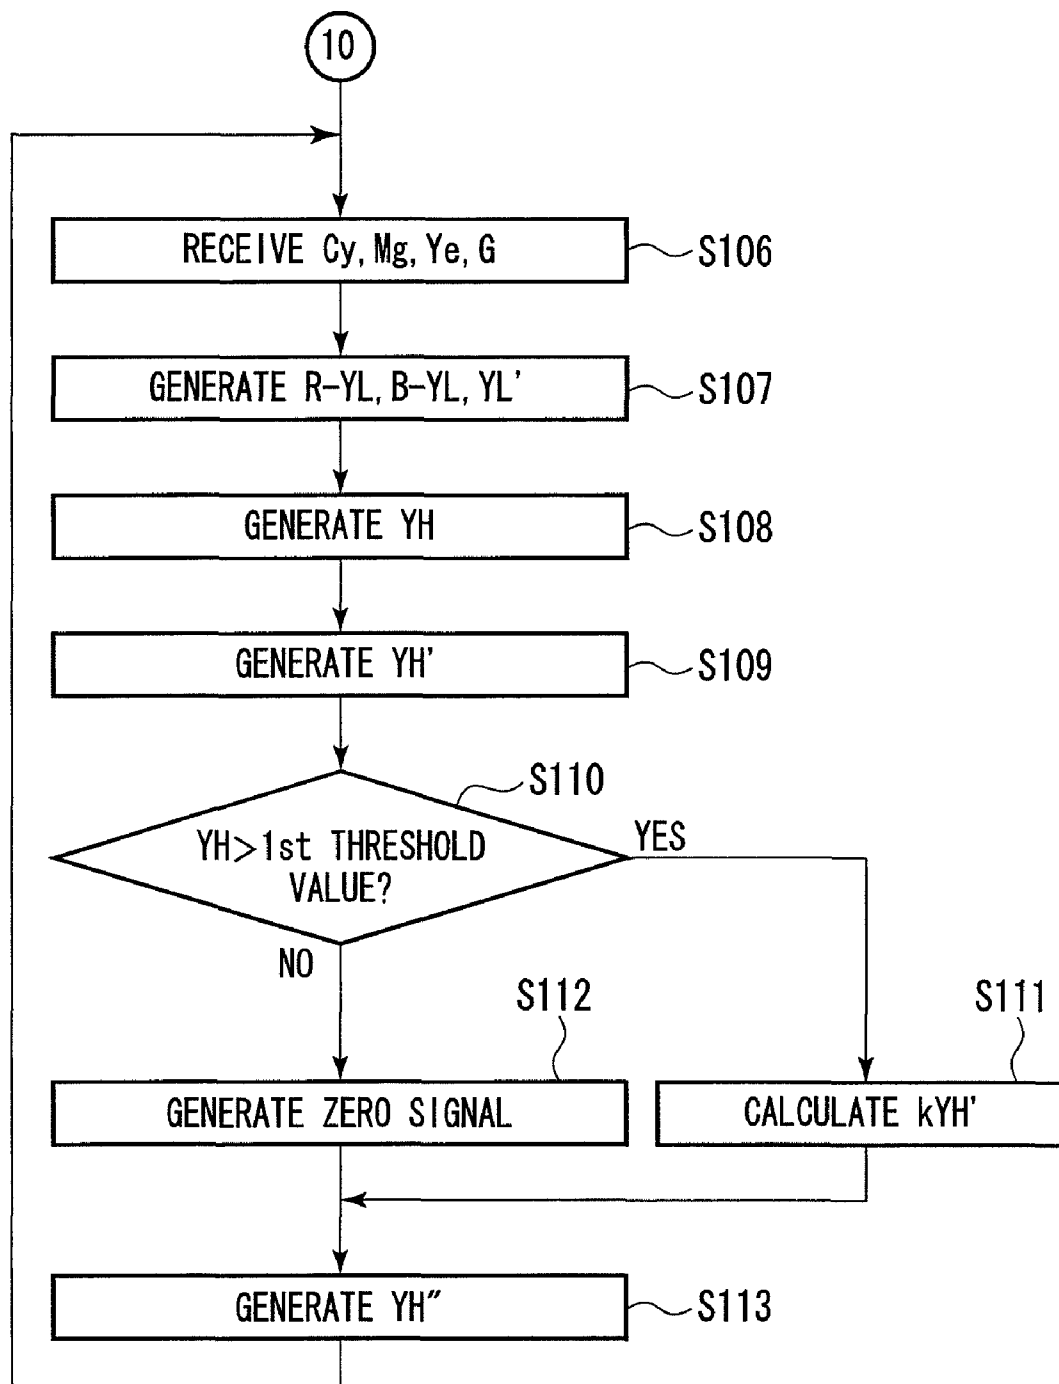 10
RECEIVE Cy, Mg, Ye, G
S106
GENERATE R-YL, B-YL, YL'
S107
GENERATE YH
S108
GENERATE YH'
S109
S110
YH>1st THRESHOLD
VALUE?
YES
NO
S112
S111
GENERATE ZERO SIGNAL
CALCULATE kYH'
GENERATE YH"
S113